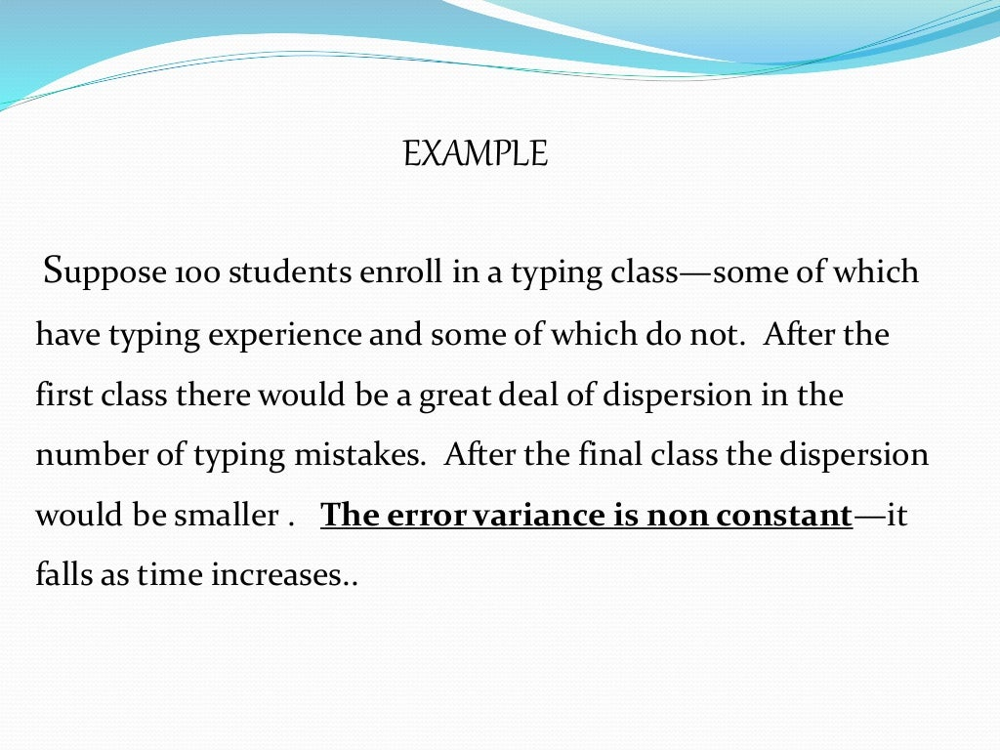 EXAMPLE
Suppose 100 students enroll in a typing class—some of which
have typing experience and some of which do not. After the
first class there would be a great deal of dispersion in the
number of typing mistakes. After the final class the dispersion
would be smaller . The error variance is non constant—it
falls as time increases..